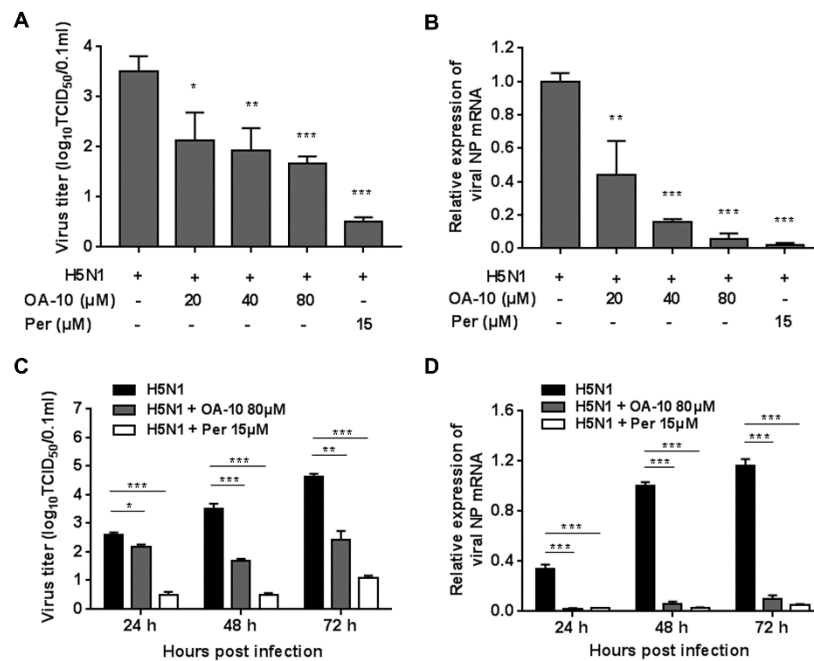 A
Virus titer (log₁₀TCID₅₀/0.1ml)
4
3
2
1
0
*
**
***
***
H5N1 + + + + +
OA-10 (μM) - 20 40 80 -
Per (μM) - - - - 15
B
Relative expression of
viral NP mRNA
1.2
1.0
0.8
0.6
0.4
0.2
0.0
**
***
***
***
H5N1 + + + + +
OA-10 (μM) - 20 40 80 -
Per (μM) - - - - 15
C
H5N1
H5N1 + OA-10 80μM
H5N1 + Per 15μM
Virus titer (log₁₀TCID₅₀/0.1ml)
7
6
5
4
3
2
1
0
***
*
***
***
***
**
24 h 48 h 72 h
Hours post infection
D
H5N1
H5N1 + OA-10 80μM
H5N1 + Per 15μM
Relative expression of
viral NP mRNA
1.6
1.2
0.8
0.4
0.0
***
***
***
***
***
***
24 h 48 h 72 h
Hours post infection